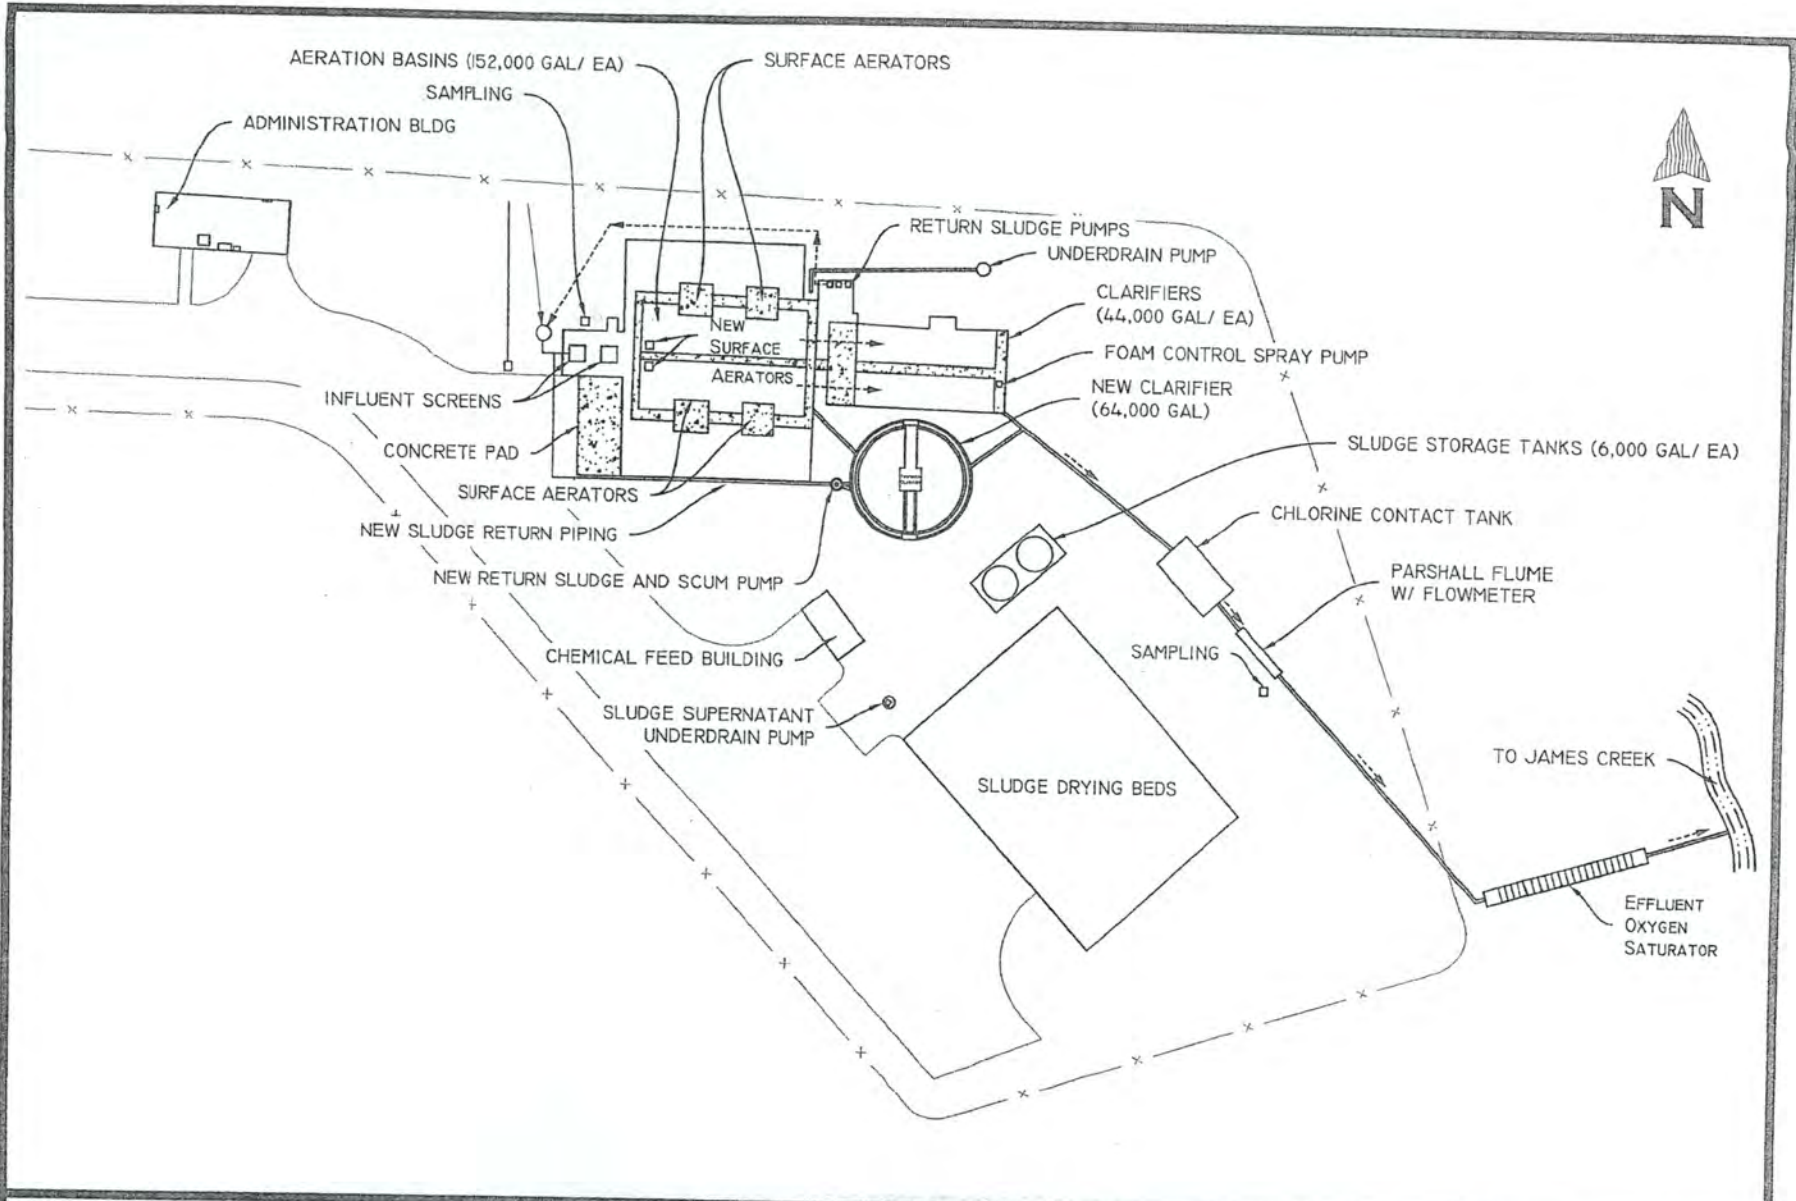 AERATION BASINS (152,000 GAL/ EA)
SURFACE AERATORS
SAMPLING
ADMINISTRATION BLDG
N
RETURN SLUDGE PUMPS
UNDERDRAIN PUMP
CLARIFIERS
(44,000 GAL/ EA)
NEW
SURFACE
AERATORS
FOAM CONTROL SPRAY PUMP
NEW CLARIFIER
(64,000 GAL)
INFLUENT SCREENS
CONCRETE PAD
SLUDGE STORAGE TANKS (6,000 GAL/ EA)
SURFACE AERATORS
NEW SLUDGE RETURN PIPING
CHLORINE CONTACT TANK
NEW RETURN SLUDGE AND SCUM PUMP
PARSHALL FLUME
W/ FLOWMETER
CHEMICAL FEED BUILDING
SAMPLING
SLUDGE SUPERNATANT
UNDERDRAIN PUMP
SLUDGE DRYING BEDS
TO JAMES CREEK
EFFLUENT
OXYGEN
SATURATOR